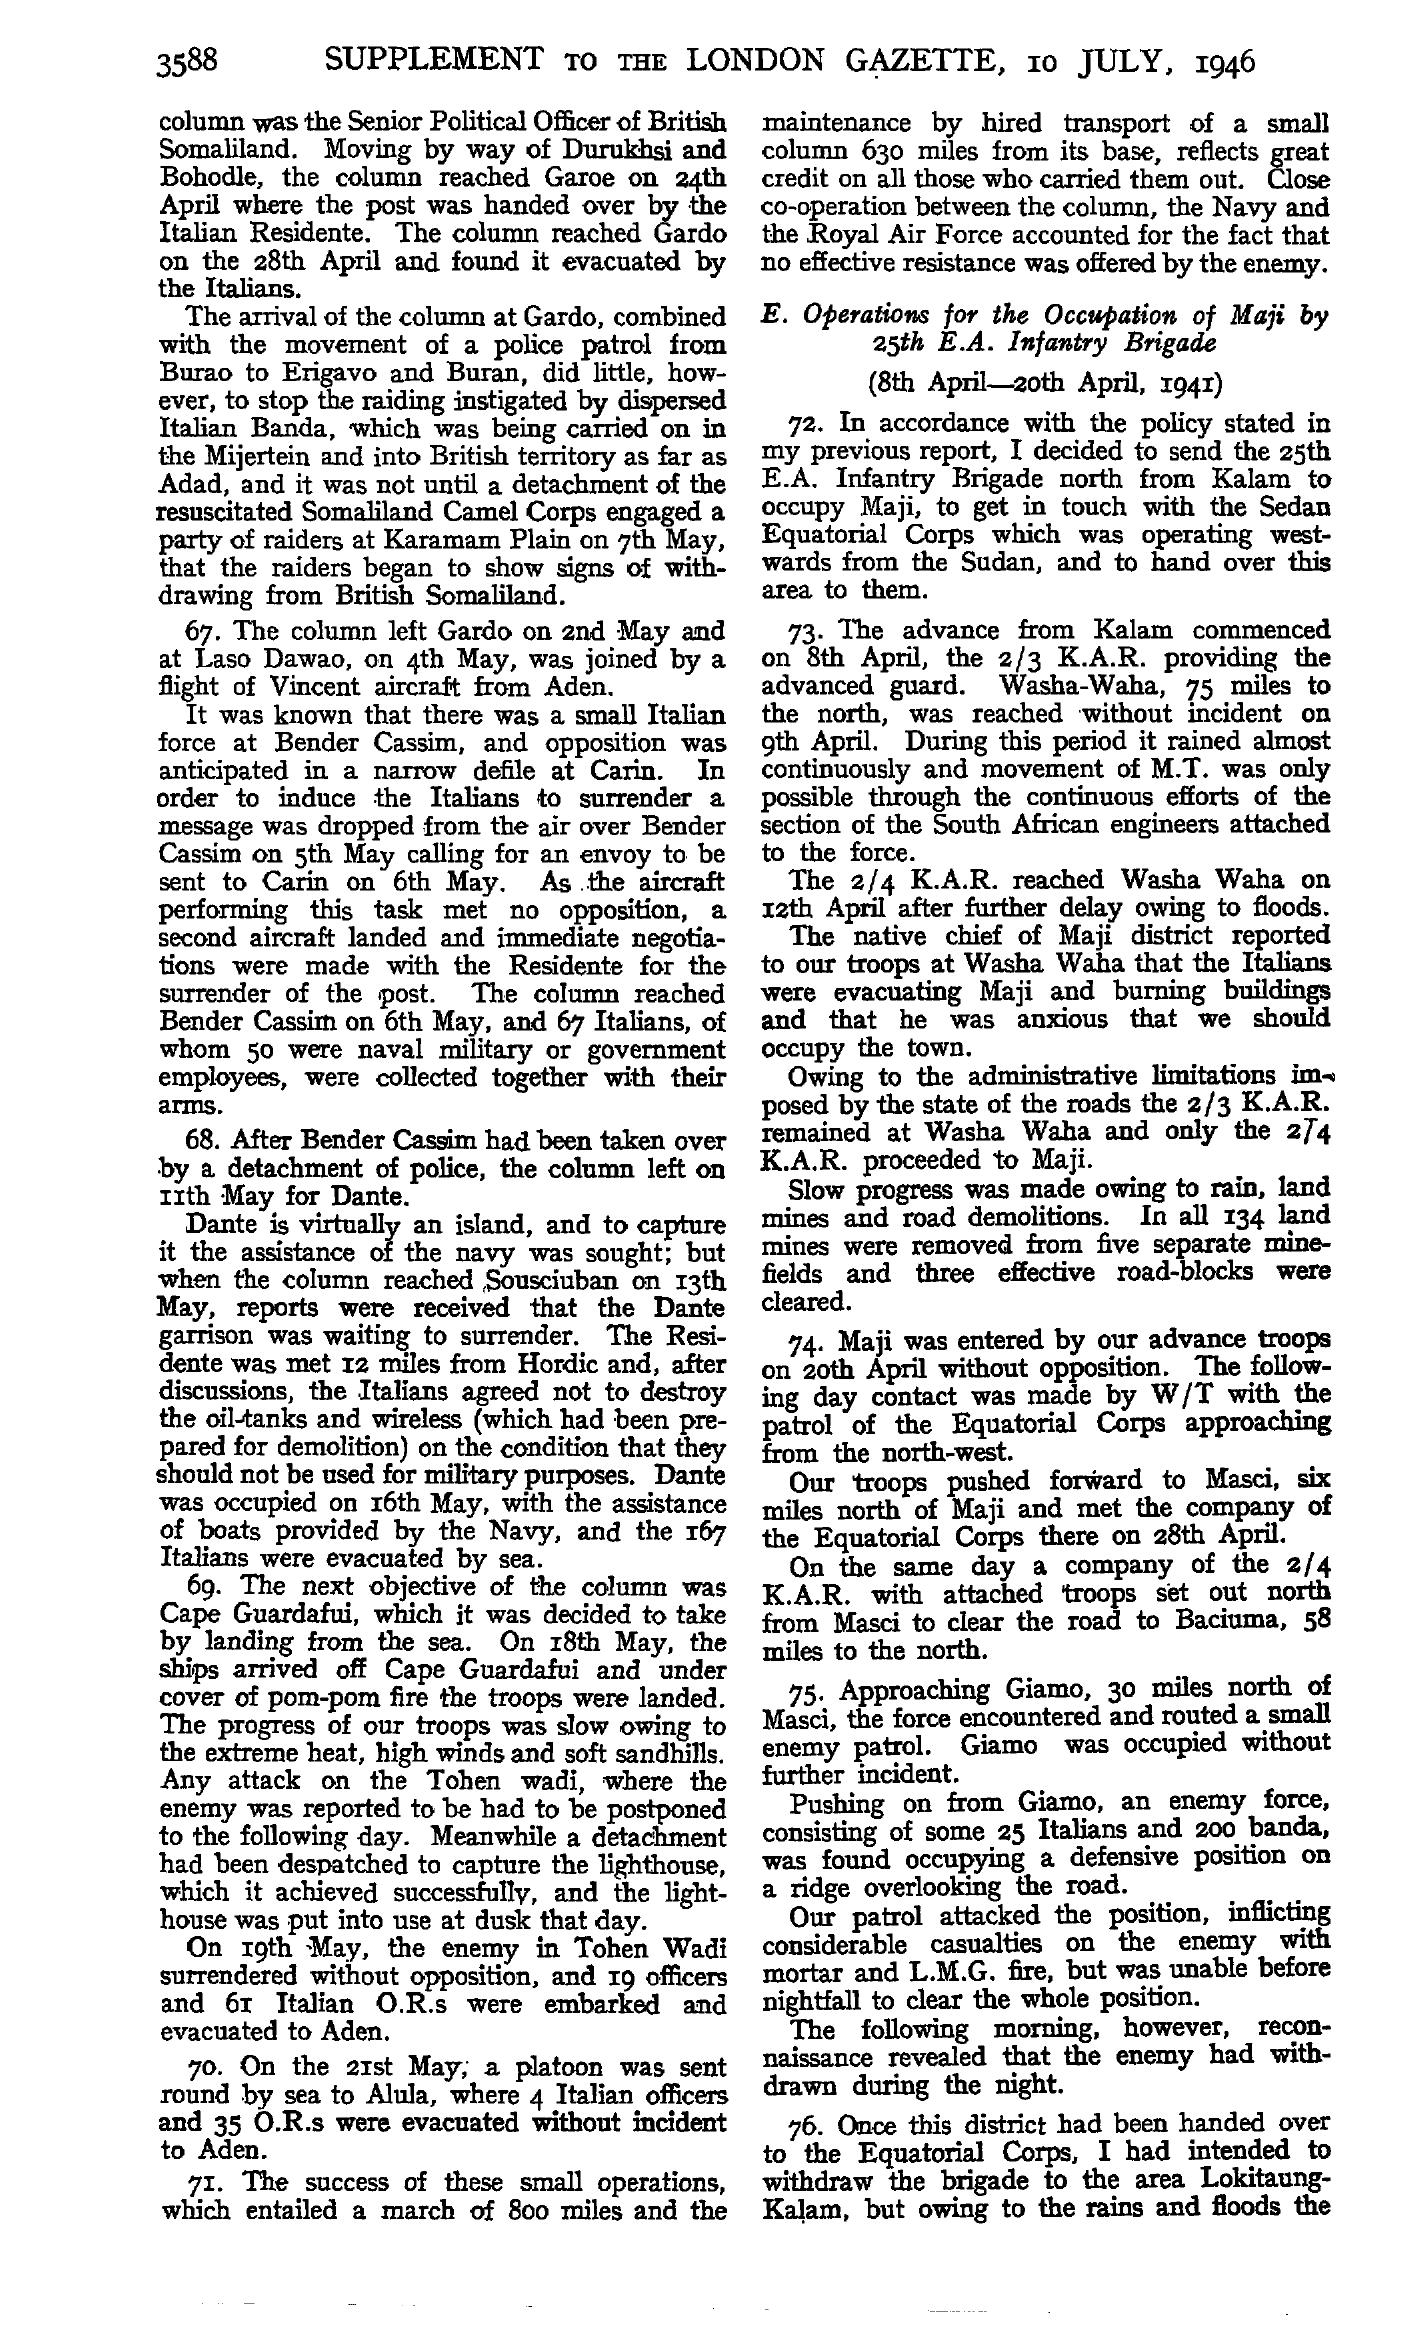 3588 SUPPLEMENT TO THE LONDON GAZETTE, 10 JULY, 1946
column was the Senior Political Officer of British
Somaliland. Moving by way of Durukhsi and
Bohodle, the column reached Garoe on 24th
April where the post was handed over by the
Italian Residente. The column reached Gardo
on the 28th April and found it evacuated by
the Italians.
The arrival of the column at Gardo, combined
with the movement of a police patrol from
Burao to Erigavo and Buran, did little, how-
ever, to stop the raiding instigated by dispersed
Italian Banda, which was being carried on in
the Mijertein and into British territory as far as
Adad, and it was not until a detachment of the
resuscitated Somaliland Camel Corps engaged a
party of raiders at Karamam Plain on 7th May,
that the raiders began to show signs of with-
drawing from British Somaliland.
67. The column left Gardo on 2nd May and
at Laso Dawao, on 4th May, was joined by a
flight of Vincent aircraft from Aden.
It was known that there was a small Italian
force at Bender Cassim, and opposition was
anticipated in a narrow defile at Carin. In
order to induce the Italians to surrender a
message was dropped from the air over Bender
Cassim on 5th May calling for an envoy to be
sent to Carin on 6th May. As the aircraft
performing this task met no opposition, a
second aircraft landed and immediate negotia-
tions were made with the Residente for the
surrender of the post. The column reached
Bender Cassim on 6th May, and 67 Italians, of
whom 50 were naval military or government
employees, were collected together with their
arms.
68. After Bender Cassim had been taken over
by a detachment of police, the column left on
11th May for Dante.
Dante is virtually an island, and to capture
it the assistance of the navy was sought; but
when the column reached Sousciuban on 13th
May, reports were received that the Dante
garrison was waiting to surrender. The Resi-
dente was met 12 miles from Hordic and, after
discussions, the Italians agreed not to destroy
the oil-tanks and wireless (which had been pre-
pared for demolition) on the condition that they
should not be used for military purposes. Dante
was occupied on 16th May, with the assistance
of boats provided by the Navy, and the 167
Italians were evacuated by sea.
69. The next objective of the column was
Cape Guardafui, which it was decided to take
by landing from the sea. On 18th May, the
ships arrived off Cape Guardafui and under
cover of pom-pom fire the troops were landed.
The progress of our troops was slow owing to
the extreme heat, high winds and soft sandhills.
Any attack on the Tohen wadi, where the
enemy was reported to be had to be postponed
to the following day. Meanwhile a detachment
had been despatched to capture the lighthouse,
which it achieved successfully, and the light-
house was put into use at dusk that day.
On 19th May, the enemy in Tohen Wadi
surrendered without opposition, and 19 officers
and 61 Italian O.R.s were embarked and
evacuated to Aden.
70. On the 21st May, a platoon was sent
round by sea to Alula, where 4 Italian officers
and 35 O.R.s were evacuated without incident
to Aden.
71. The success of these small operations,
which entailed a march of 800 miles and the
maintenance by hired transport of a small
column 630 miles from its base, reflects great
credit on all those who carried them out. Close
co-operation between the column, the Navy and
the Royal Air Force accounted for the fact that
no effective resistance was offered by the enemy.
E. Operations for the Occupation of Maji by
25th E.A. Infantry Brigade
(8th April—20th April, 1941)
72. In accordance with the policy stated in
my previous report, I decided to send the 25th
E.A. Infantry Brigade north from Kalam to
occupy Maji, to get in touch with the Sedan
Equatorial Corps which was operating west-
wards from the Sudan, and to hand over this
area to them.
73. The advance from Kalam commenced
on 8th April, the 2/3 K.A.R. providing the
advanced guard. Washa-Waha, 75 miles to
the north, was reached without incident on
9th April. During this period it rained almost
continuously and movement of M.T. was only
possible through the continuous efforts of the
section of the South African engineers attached
to the force.
The 2/4 K.A.R. reached Washa Waha on
12th April after further delay owing to floods.
The native chief of Maji district reported
to our troops at Washa Waha that the Italians
were evacuating Maji and burning buildings
and that he was anxious that we should
occupy the town.
Owing to the administrative limitations im-
posed by the state of the roads the 2/3 K.A.R.
remained at Washa Waha and only the 2/4
K.A.R. proceeded to Maji.
Slow progress was made owing to rain, land
mines and road demolitions. In all 134 land
mines were removed from five separate mine-
fields and three effective road-blocks were
cleared.
74. Maji was entered by our advance troops
on 20th April without opposition. The follow-
ing day contact was made by W/T with the
patrol of the Equatorial Corps approaching
from the north-west.
Our troops pushed forward to Masci, six
miles north of Maji and met the company of
the Equatorial Corps there on 28th April.
On the same day a company of the 2/4
K.A.R. with attached troops set out north
from Masci to clear the road to Baciuma, 58
miles to the north.
75. Approaching Giamo, 30 miles north of
Masci, the force encountered and routed a small
enemy patrol. Giamo was occupied without
further incident.
Pushing on from Giamo, an enemy force,
consisting of some 25 Italians and 200 banda,
was found occupying a defensive position on
a ridge overlooking the road.
Our patrol attacked the position, inflicting
considerable casualties on the enemy with
mortar and L.M.G. fire, but was unable before
nightfall to clear the whole position.
The following morning, however, recon-
naissance revealed that the enemy had with-
drawn during the night.
76. Once this district had been handed over
to the Equatorial Corps, I had intended to
withdraw the brigade to the area Lokitaung-
Kalam, but owing to the rains and floods the